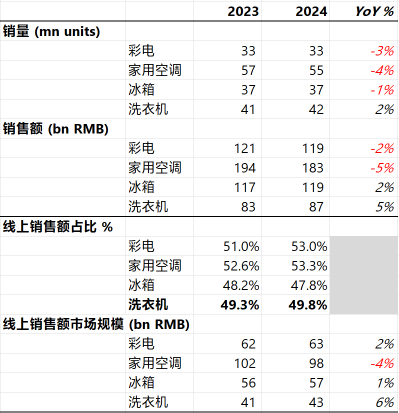 2023 2024 YoY %
销量 (mn units)
彩电 33 33 -3%
家用空调 57 55 -4%
冰箱 37 37 -1%
洗衣机 41 42 2%
销售额 (bn RMB)
彩电 121 119 -2%
家用空调 194 183 -5%
冰箱 117 119 2%
洗衣机 83 87 5%
线上销售额占比 %
彩电 51.0% 53.0%
家用空调 52.6% 53.3%
冰箱 48.2% 47.8%
洗衣机 49.3% 49.8%
线上销售额市场规模 (bn RMB)
彩电 62 63 2%
家用空调 102 98 -4%
冰箱 56 57 1%
洗衣机 41 43 6%